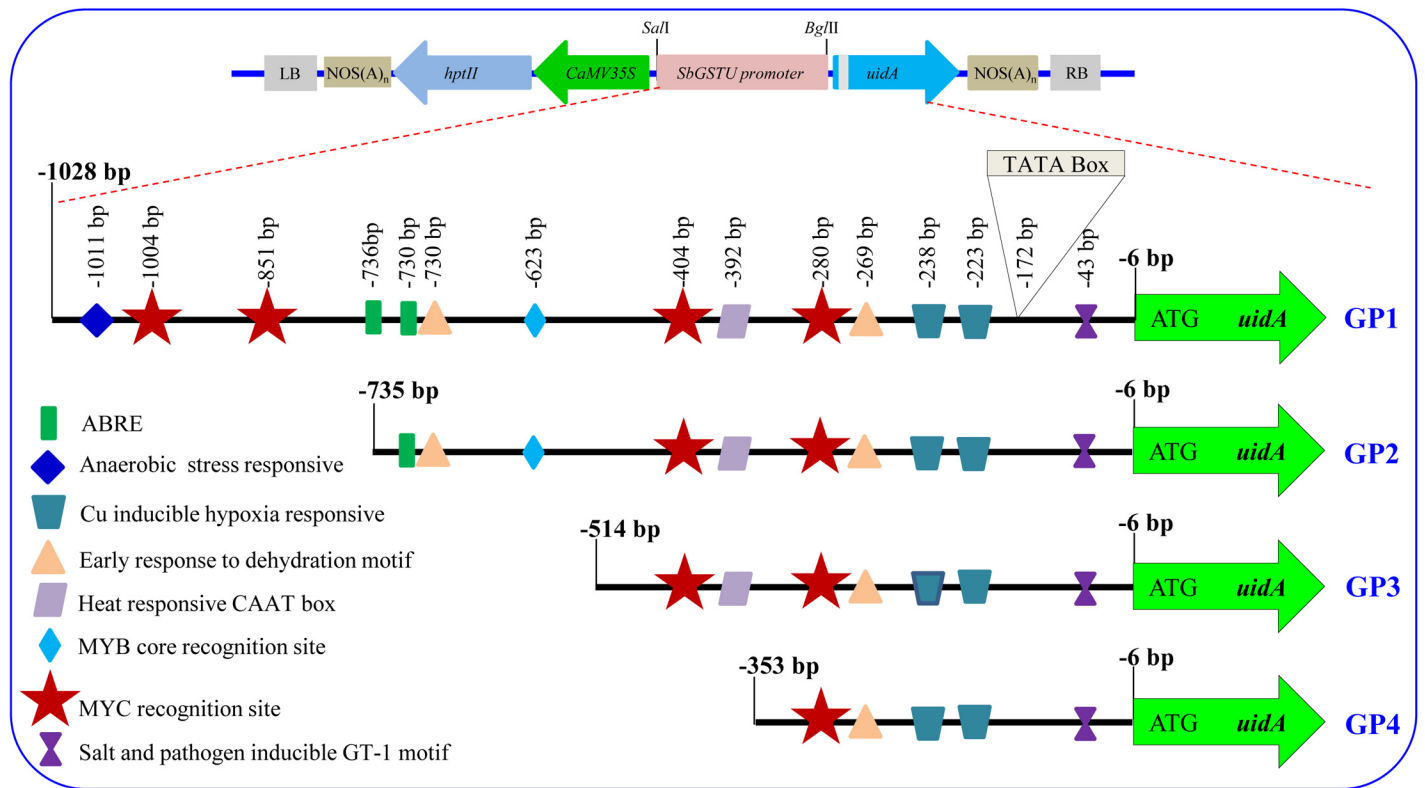 SalI BglII
LB NOS(A)n hptII CaMV35S SbGSTU promoter uidA NOS(A)n RB
TATA Box
-1028 bp
-1011 bp
-1004 bp
-851 bp
-736bp
-730 bp
-730 bp
-623 bp
-404 bp
-392 bp
-280 bp
-269 bp
-238 bp
-223 bp
-172 bp
-43 bp
-6 bp
ATG uidA GP1
-735 bp
-6 bp
ATG uidA GP2
-514 bp
-6 bp
ATG uidA GP3
-353 bp
-6 bp
ATG uidA GP4
ABRE
Anaerobic stress responsive
Cu inducible hypoxia responsive
Early response to dehydration motif
Heat responsive CAAT box
MYB core recognition site
MYC recognition site
Salt and pathogen inducible GT-1 motif